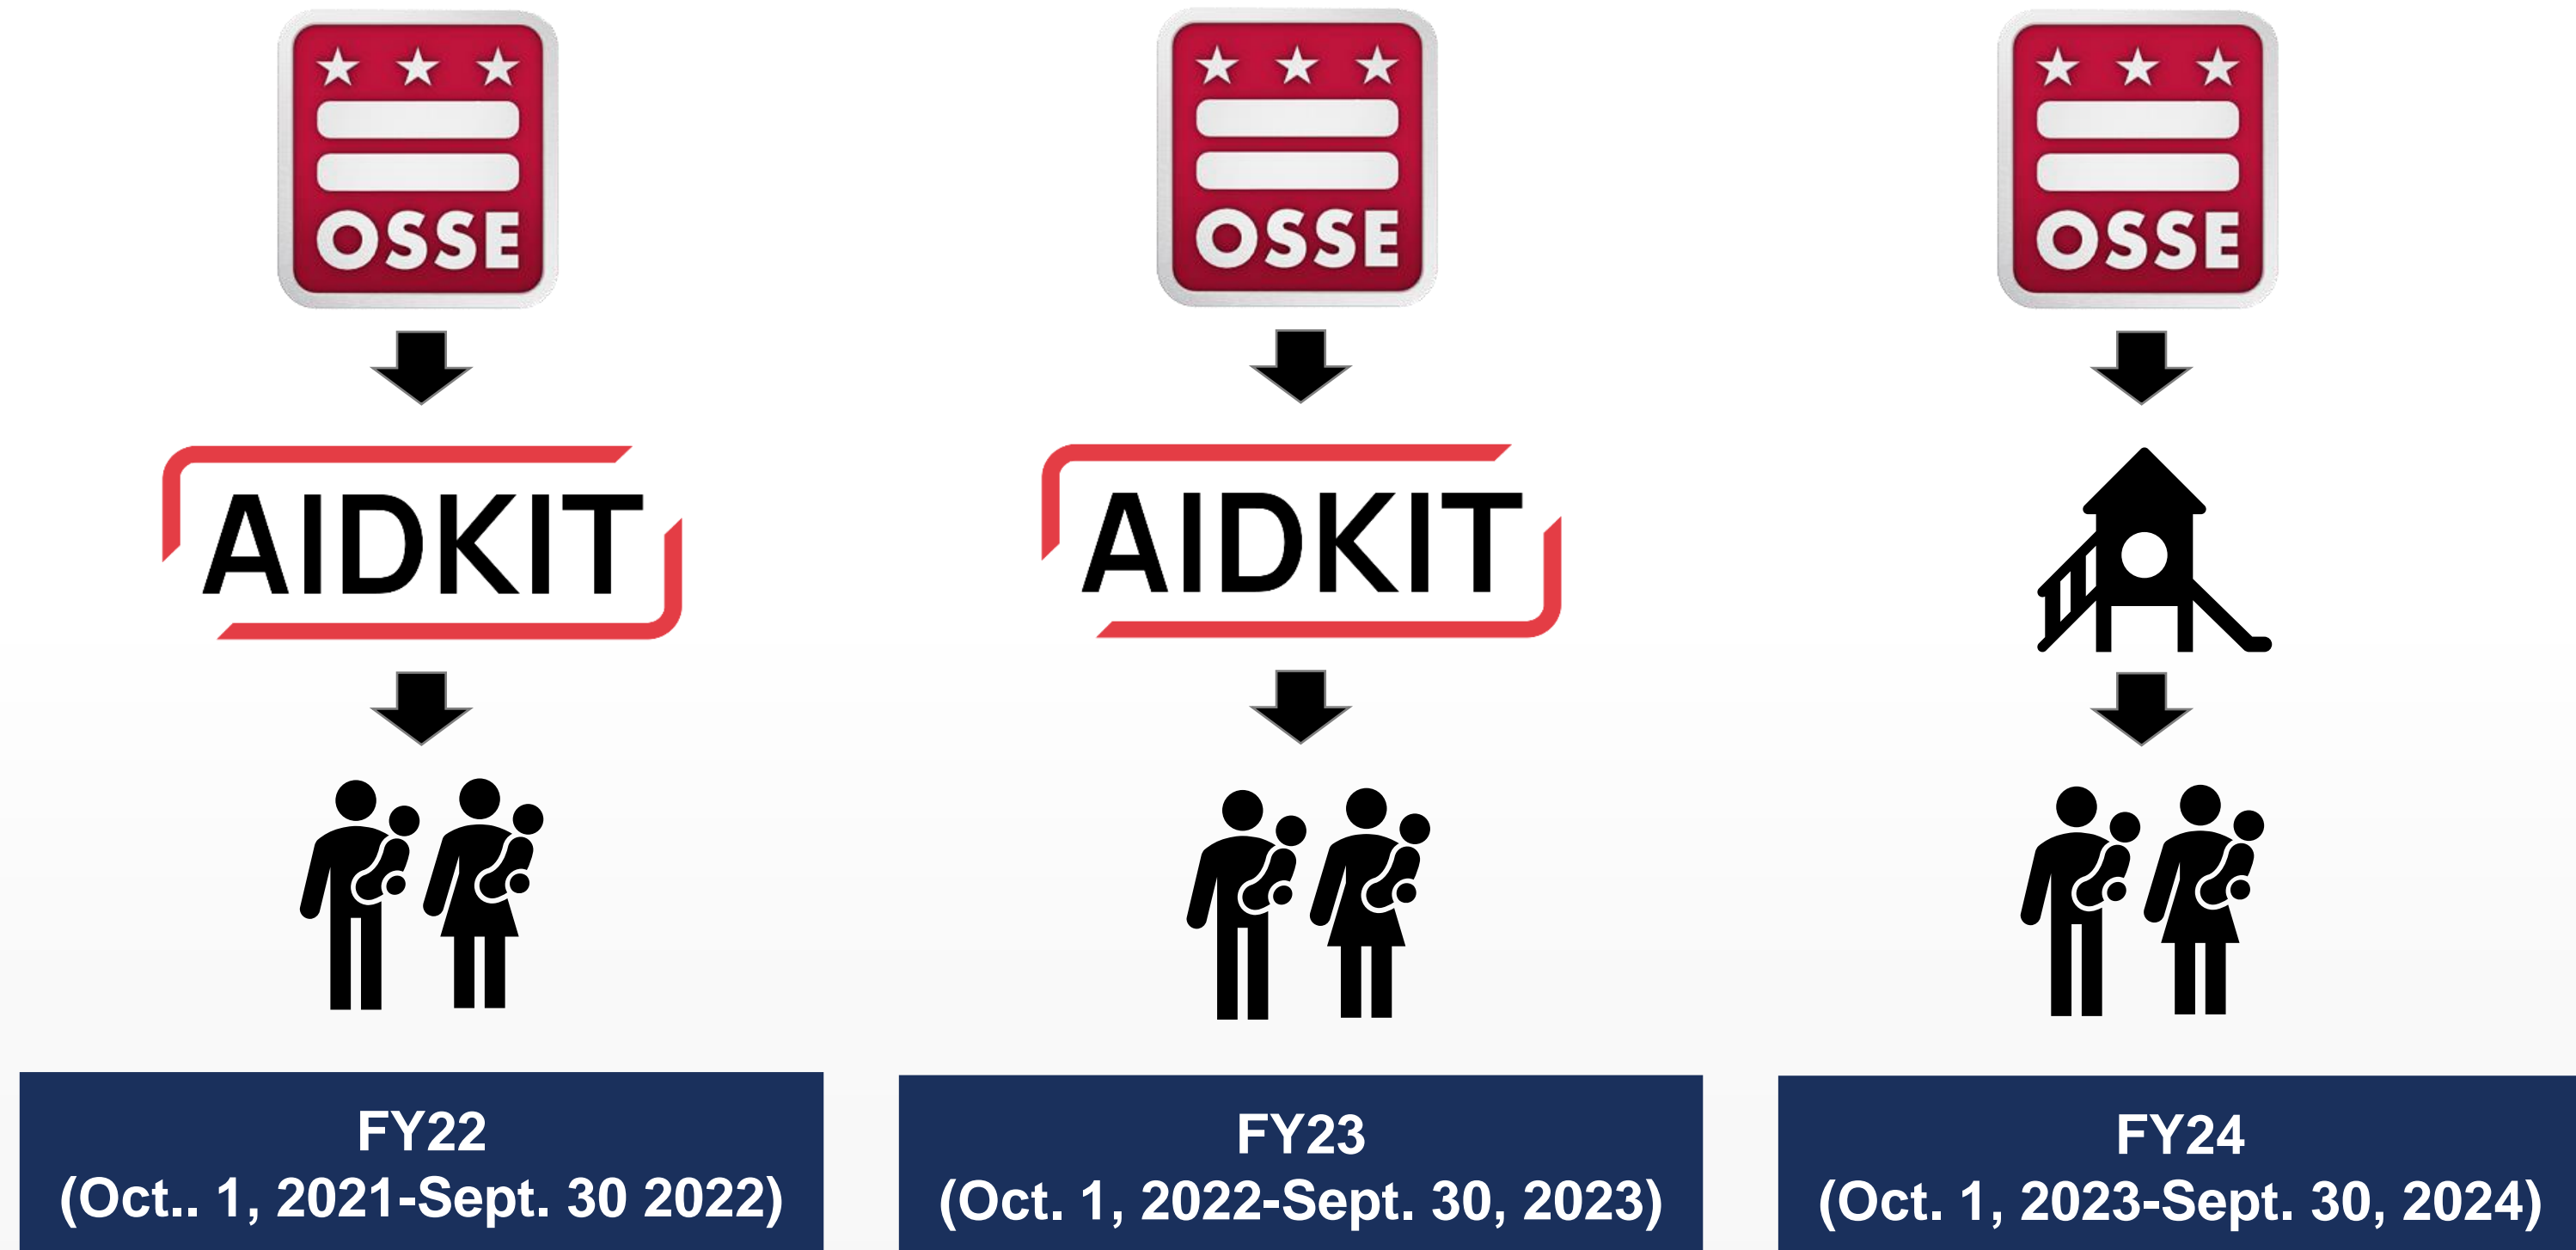 OSSE
AIDKIT
FY22
(Oct.. 1, 2021-Sept. 30 2022)
OSSE
AIDKIT
FY23
(Oct. 1, 2022-Sept. 30, 2023)
OSSE
FY24
(Oct. 1, 2023-Sept. 30, 2024)